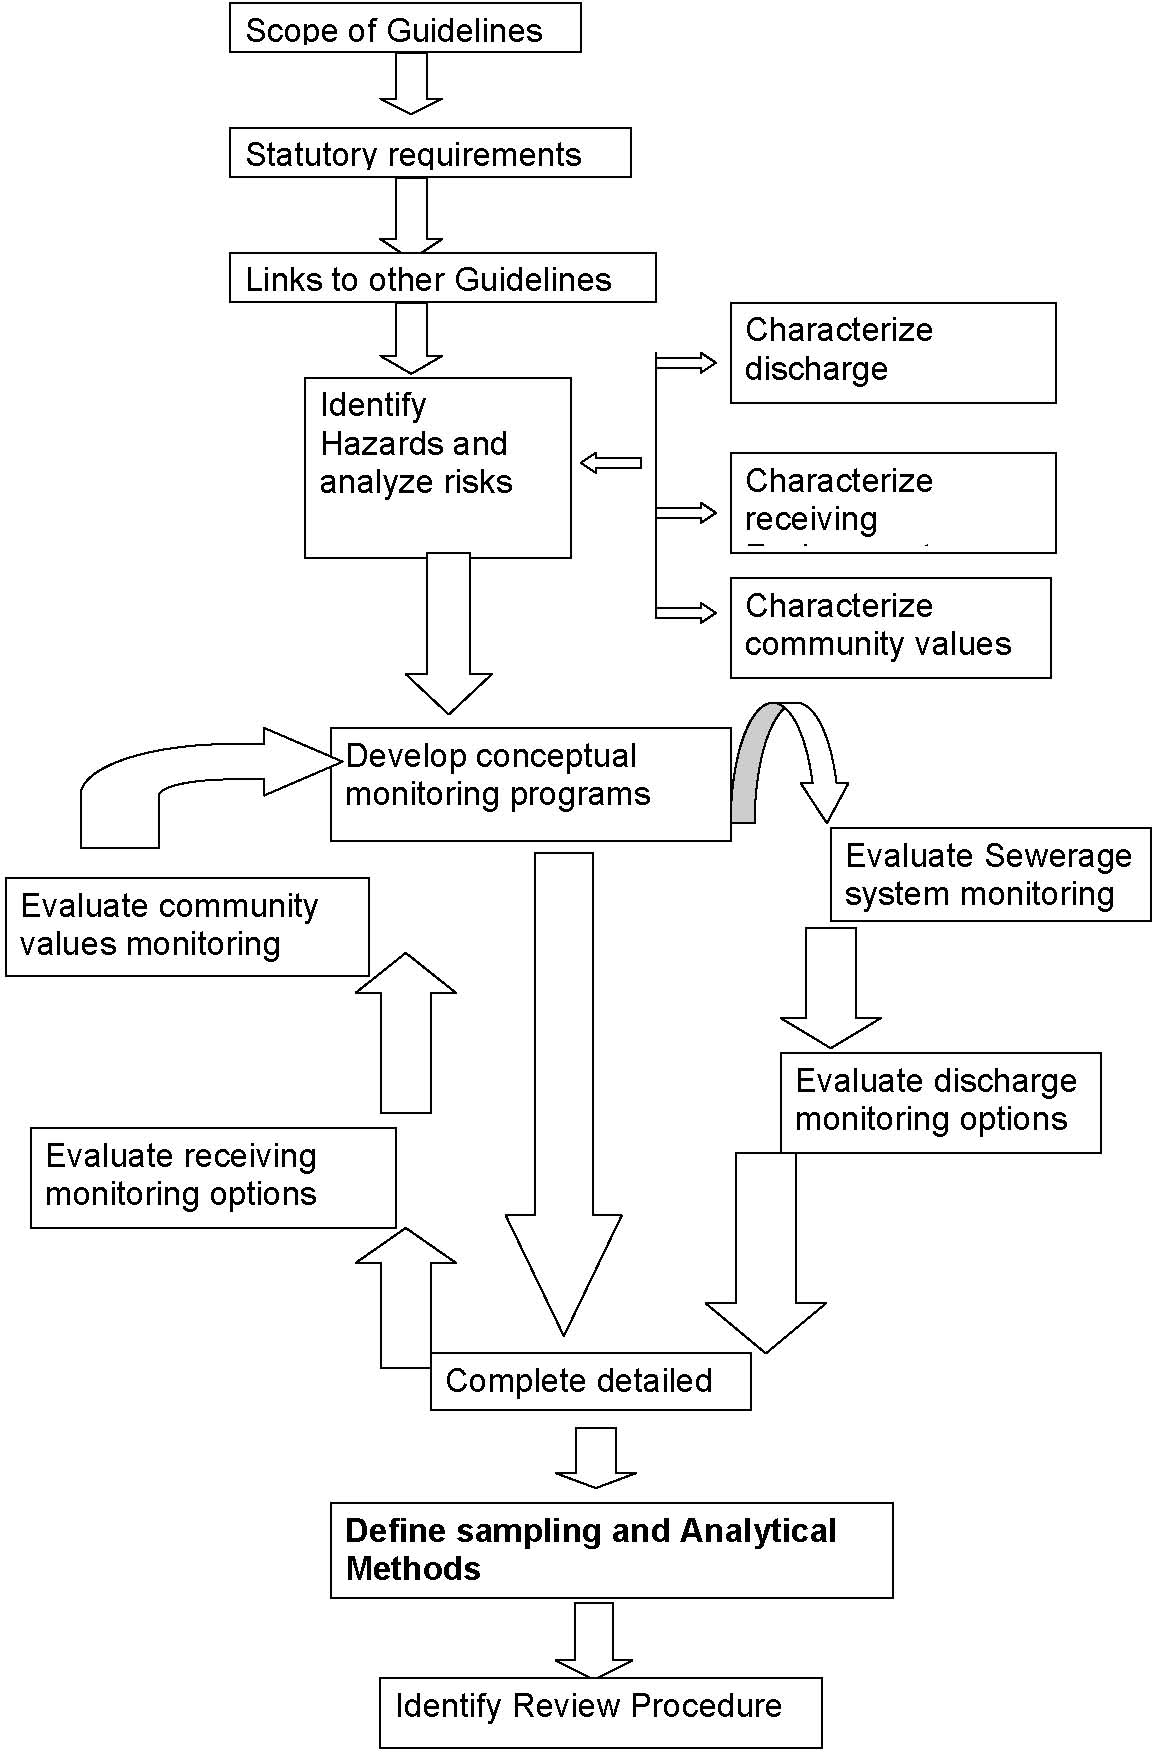 Scope of Guidelines
Statutory requirements
Links to other Guidelines
Characterize
discharge
Identify
Hazards and
analyze risks
Characterize
receiving
Characterize
community values
Develop conceptual
monitoring programs
Evaluate Sewerage
system monitoring
Evaluate community
values monitoring
Evaluate discharge
monitoring options
Evaluate receiving
monitoring options
Complete detailed
Define sampling and Analytical
Methods
Identify Review Procedure